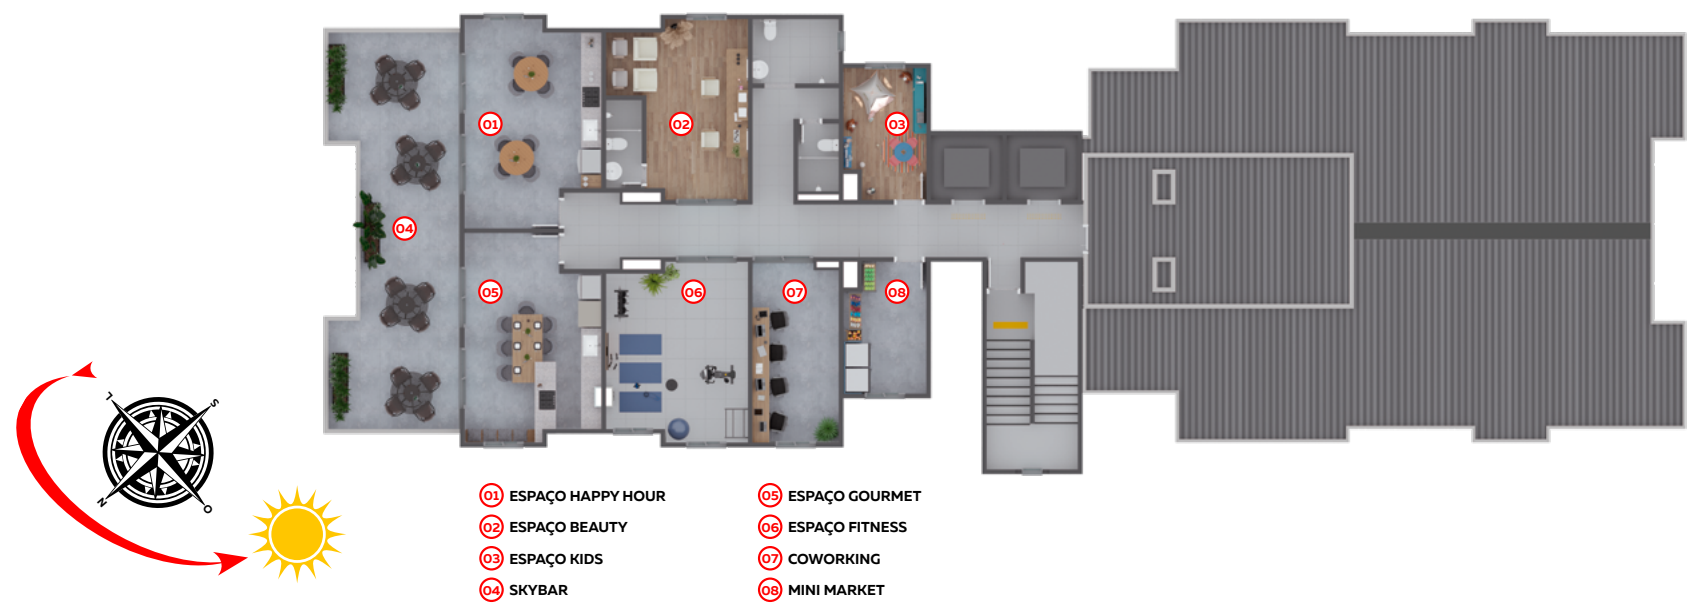 01
02
03
04
05
06
07
08
L
S
N
O
01 ESPAÇO HAPPY HOUR
02 ESPAÇO BEAUTY
03 ESPAÇO KIDS
04 SKYBAR
05 ESPAÇO GOURMET
06 ESPAÇO FITNESS
07 COWORKING
08 MINI MARKET